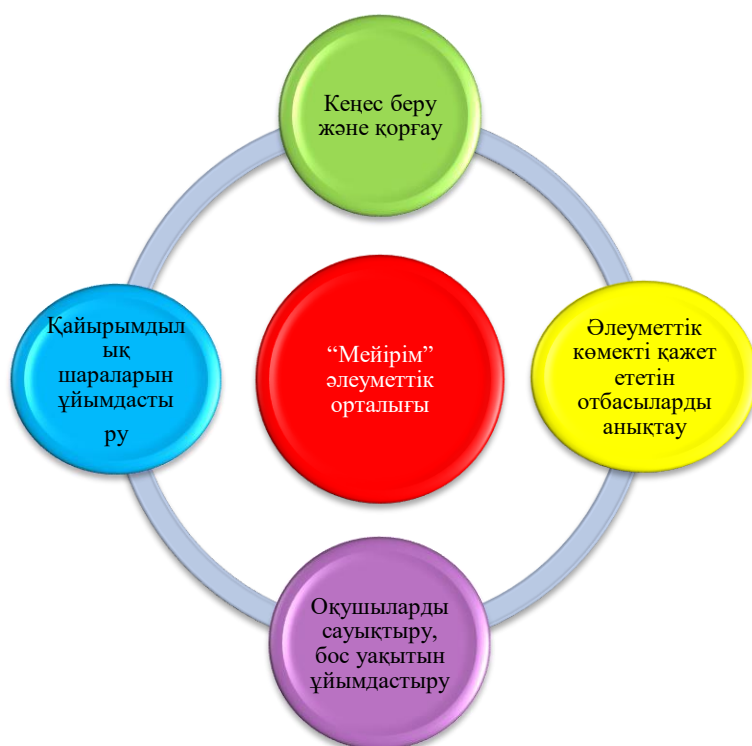 Кеңес беру
және қорғау
Қайырымдыл
ық
шараларын
ұйымдасты
ру
“Мейірім”
әлеуметтік
орталығы
Әлеуметтік
көмекті қажет
ететін
отбасыларды
анықтау
Оқушыларды
сауықтыру,
бос уақытын
ұйымдастыру